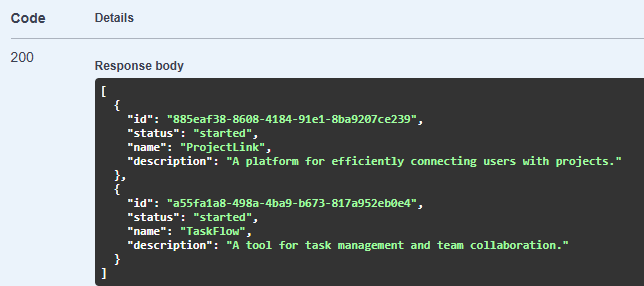 Code Details
200
Response body
[
  {
    "id": "885eaf38-8608-4184-91e1-8ba9207ce239",
    "status": "started",
    "name": "ProjectLink",
    "description": "A platform for efficiently connecting users with projects."
  },
  {
    "id": "a55fa1a8-498a-4ba9-b673-817a952eb0e4",
    "status": "started",
    "name": "TaskFlow",
    "description": "A tool for task management and team collaboration."
  }
]